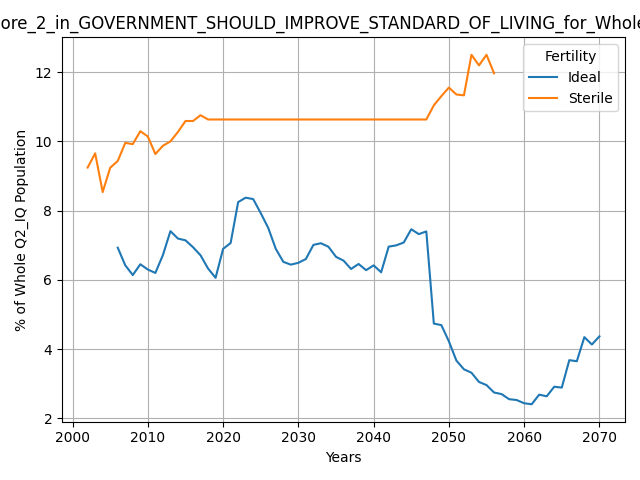 ore_2_in_GOVERNMENT_SHOULD_IMPROVE_STANDARD_OF_LIVING_for_Whole
Fertility
Ideal
Sterile
% of Whole Q2_IQ Population
12
10
8
6
4
2
2000 2010 2020 2030 2040 2050 2060 2070
Years